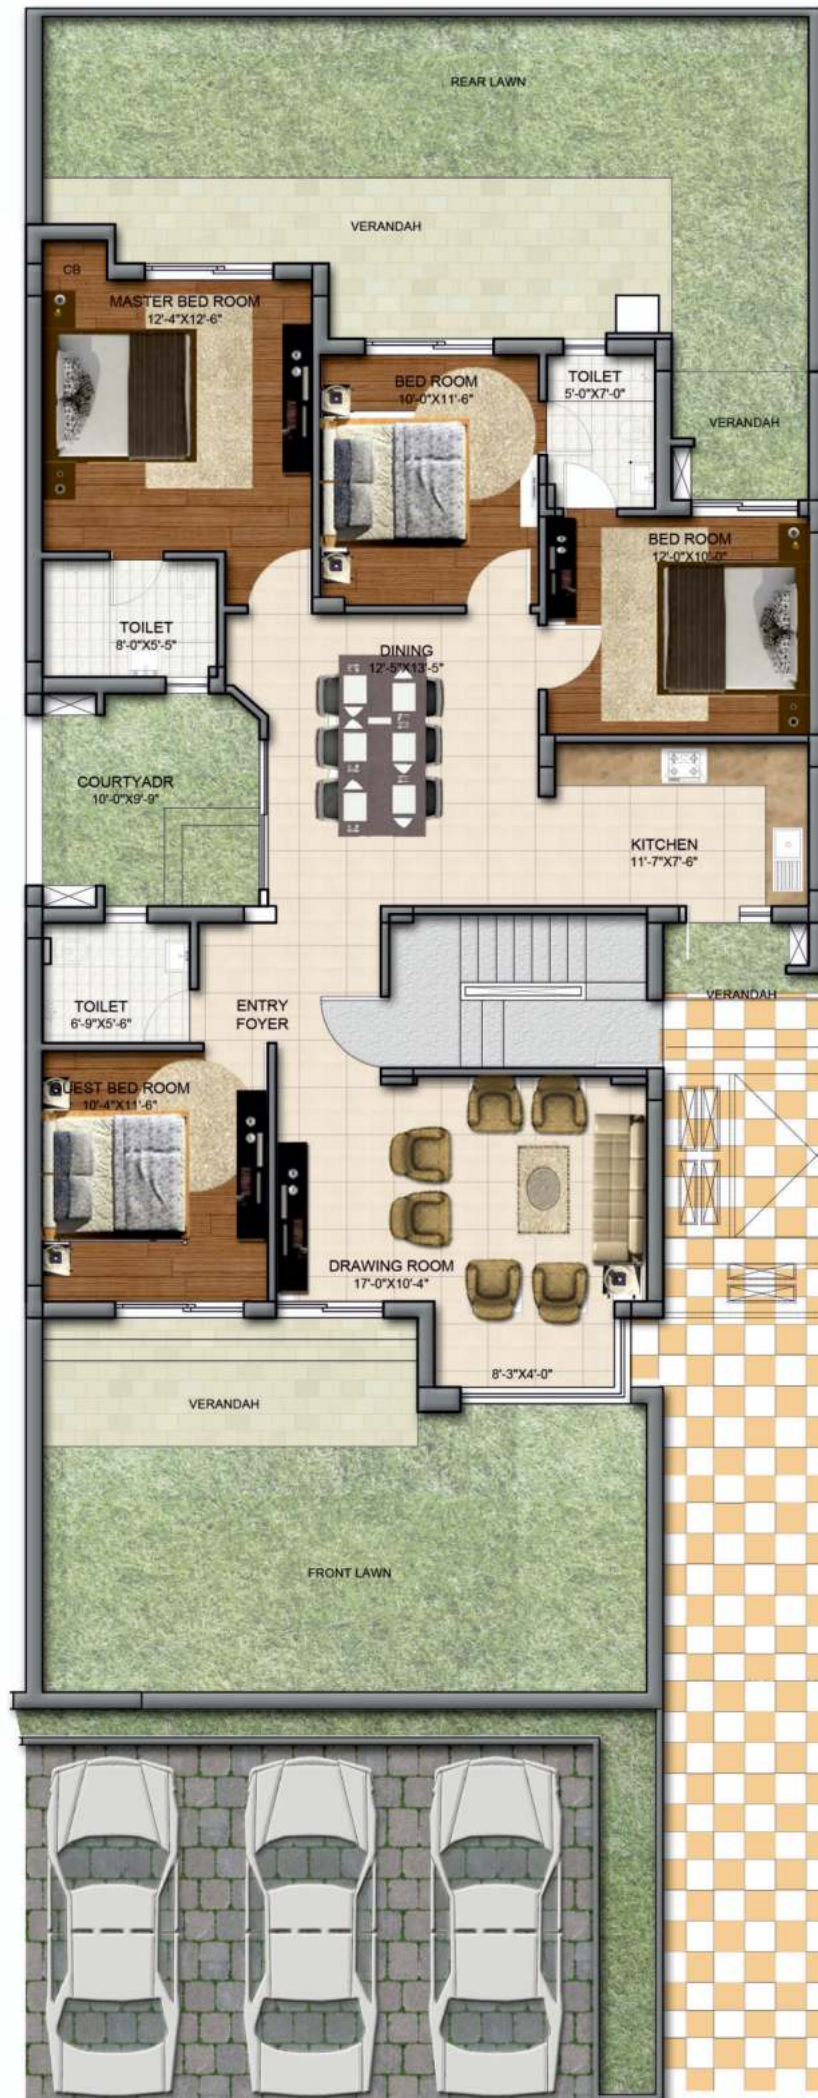 REAR LAWN
VERANDAH
CB
MASTER BED ROOM
12'-4"X12'-6"
BED ROOM
10'-0"X11'-6"
TOILET
5'-0"X7'-0"
VERANDAH
BED ROOM
12'-0"X10'-0"
TOILET
8'-0"X5'-5"
DINING
12'-5"X13'-5"
COURTYADR
10'-0"X9'-9"
KITCHEN
11'-7"X7'-6"
TOILET
6'-9"X5'-6"
ENTRY
FOYER
VERANDAH
GUEST BED ROOM
10'-4"X11'-6"
DRAWING ROOM
17'-0"X10'-4"
8'-3"X4'-0"
VERANDAH
FRONT LAWN